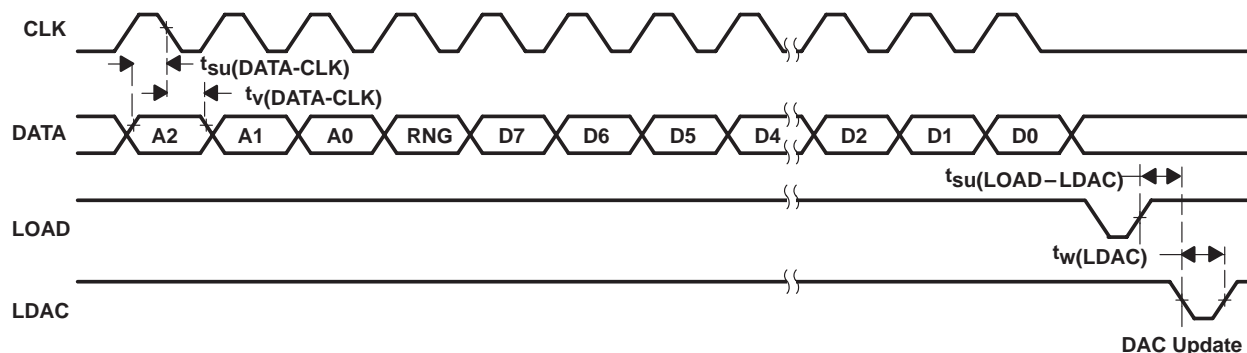 CLK
tsu(DATA-CLK)
tv(DATA-CLK)
DATA
A2 A1 A0 RNG D7 D6 D5 D4 D2 D1 D0
tsu(LOAD–LDAC)
LOAD
tw(LDAC)
LDAC
DAC Update